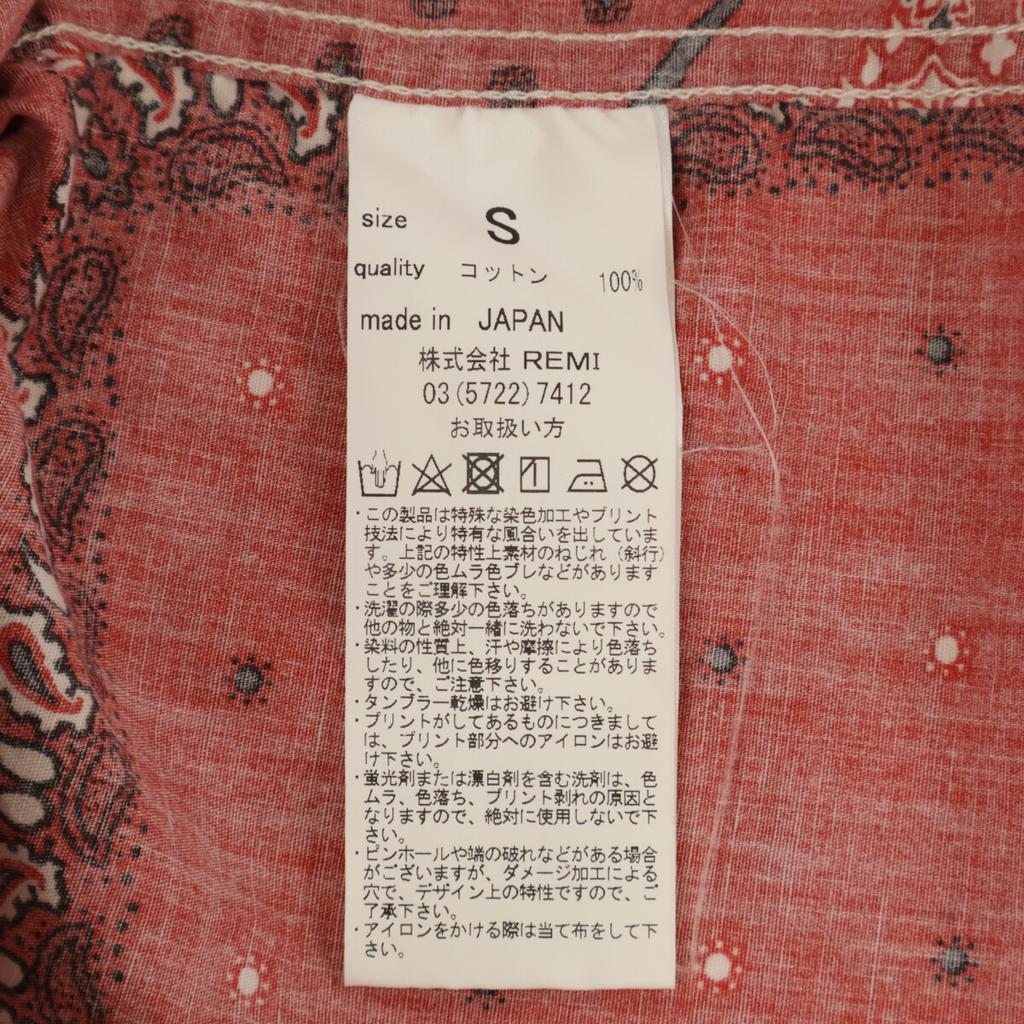 size S
quality コットン 100%
made in JAPAN
株式会社 REMI
03(5722)7412
お取扱い方
・この製品は特殊な染色加工やプリント
技法により特有な風合いを出していま
す。上記の特性上素材のねじれ（斜行）
や多少の色ムラ色ブレなどがあります
ことをご理解下さい。
・洗濯の際多少の色落ちがありますので
他の物と絶対一緒に洗わないで下さい。
・染料の性質上、汗や摩擦により色落ち
したり、他に色移りすることがありま
すので、ご注意下さい。
・タンブラー乾燥はお避け下さい。
・プリントがしてあるものにつきまして
は、プリント部分へのアイロンはお避
け下さい。
・蛍光剤または漂白剤を含む洗剤は、色
ムラ、色落ち、プリント剥れの原因と
なりますので、絶対に使用しないで下
さい。
・ピンホールや端の破れなどがある場合
がございますが、ダメージ加工による
穴で、デザイン上の特性ですので、ご
了承下さい。
・アイロンをかける際は当て布をして下
さい。